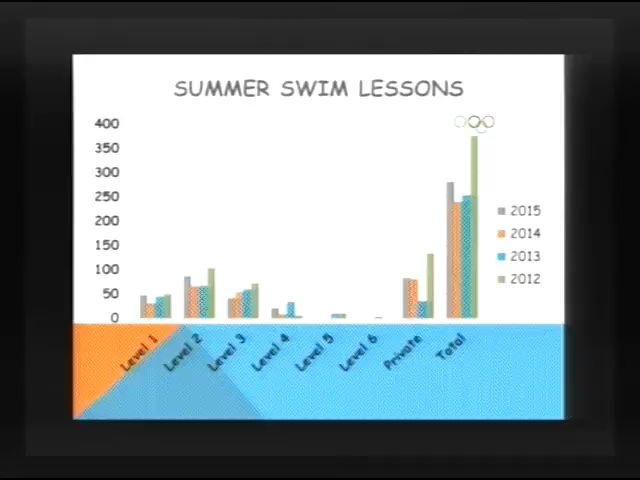 SUMMER SWIM LESSONS
400
350
300
250
200
150
100
50
0
2015
2014
2013
2012
Level 1
Level 2
Level 3
Level 4
Level 5
Level 6
Private
Total